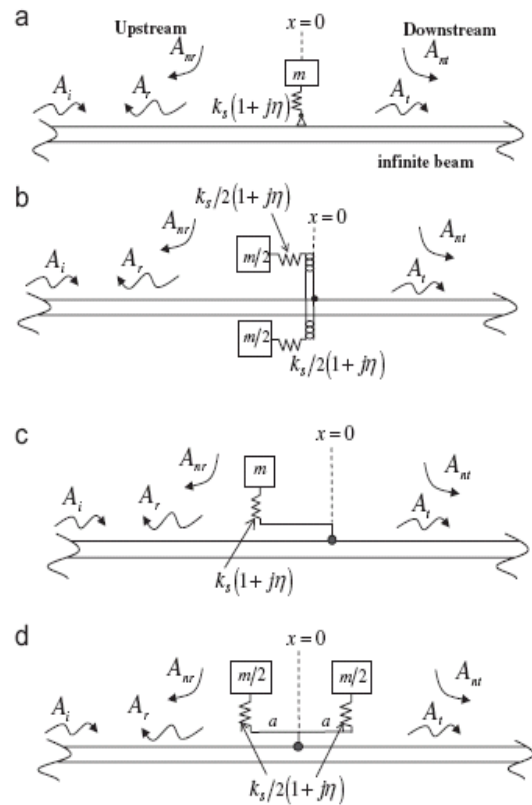 a
x=0
Upstream
Downstream
A_nr
m
A_nt
A_i
A_r
k_s(1+jη)
A_t
infinite beam
b
k_s/2(1+jη)
x=0
A_nr
A_nt
m/2
A_i
A_r
A_t
m/2
k_s/2(1+jη)
c
x=0
A_nr
m
A_nt
A_i
A_r
A_t
k_s(1+jη)
d
x=0
A_nr
m/2
m/2
A_nt
A_i
A_r
a
a
A_t
k_s/2(1+jη)